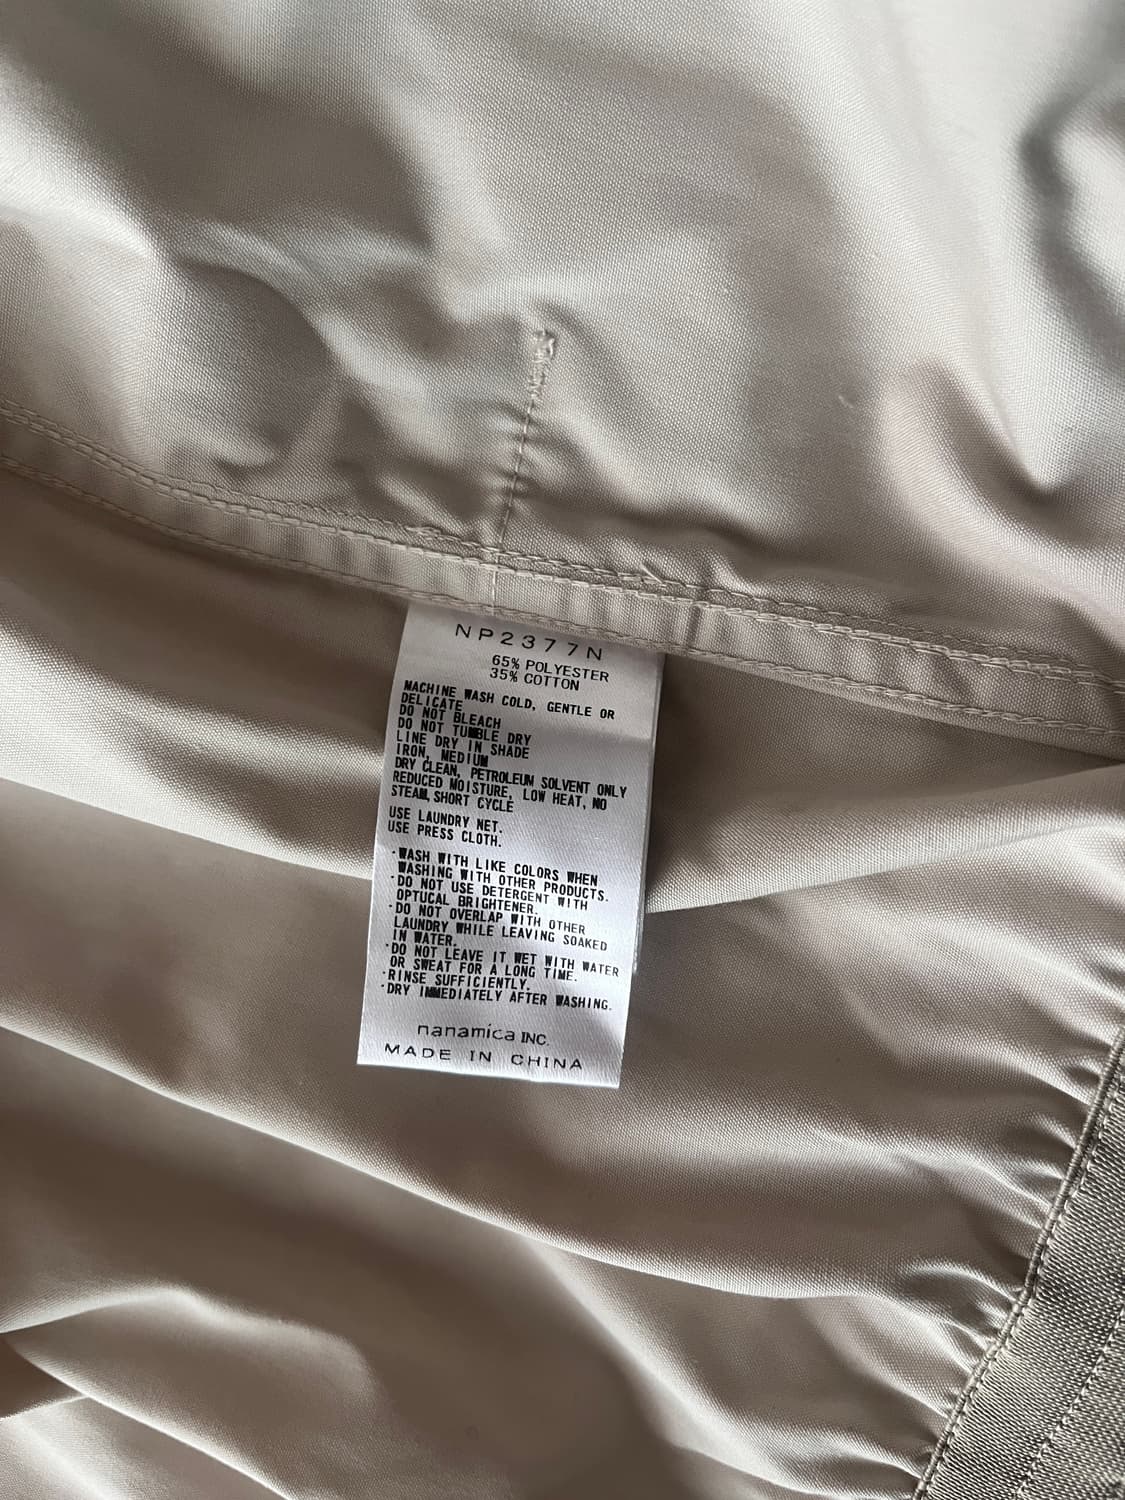 NP2377N
65% POLYESTER
35% COTTON
MACHINE WASH COLD, GENTLE OR
DELICATE
DO NOT BLEACH
DO NOT TUMBLE DRY
LINE DRY IN SHADE
IRON, MEDIUM
DRY CLEAN, PETROLEUM SOLVENT ONLY
REDUCED MOISTURE, LOW HEAT, NO
STEAM, SHORT CYCLE
USE LAUNDRY NET.
USE PRESS CLOTH.
·WASH WITH LIKE COLORS WHEN
WASHING WITH OTHER PRODUCTS.
·DO NOT USE DETERGENT WITH
OPTUCAL BRIGHTENER.
·DO NOT OVERLAP WITH OTHER
LAUNDRY WHILE LEAVING SOAKED
IN WATER.
·DO NOT LEAVE IT WET WITH WATER
OR SWEAT FOR A LONG TIME.
·RINSE SUFFICIENTLY.
·DRY IMMEDIATELY AFTER WASHING.
nanamica INC.
MADE IN CHINA